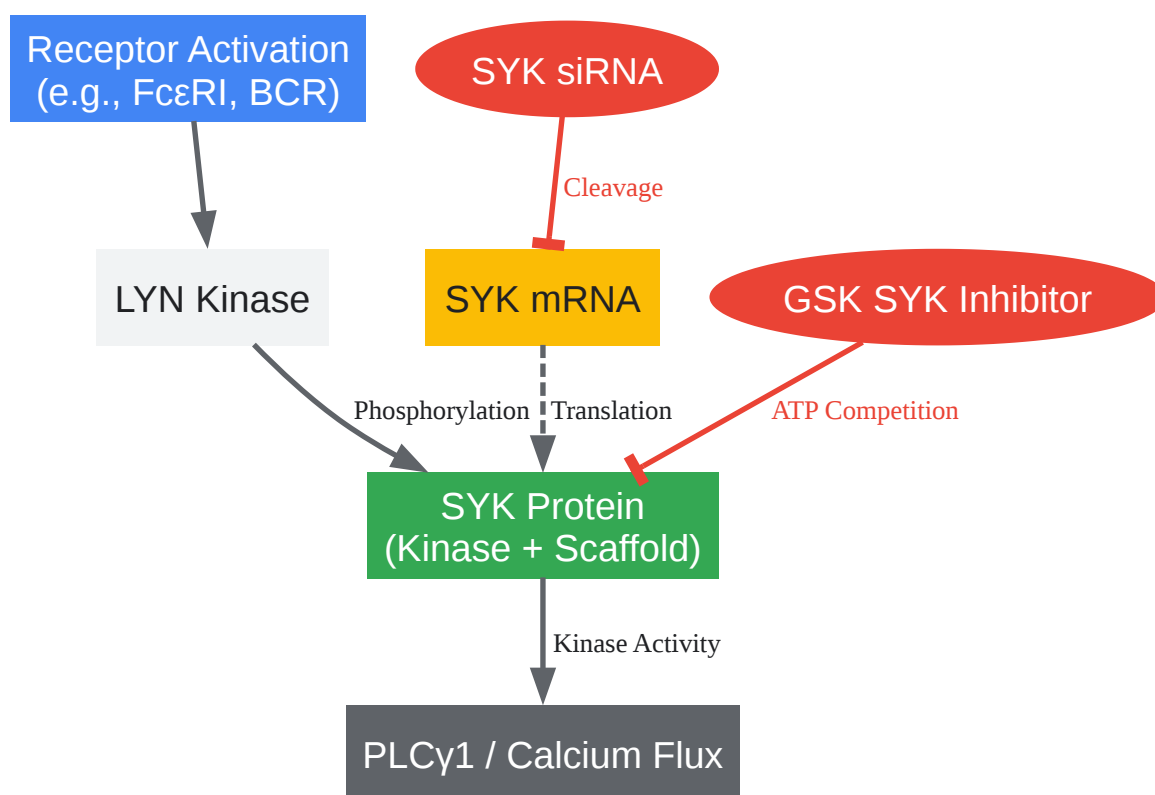 Receptor Activation
(e.g., FcεRI, BCR)
SYK siRNA
Cleavage
LYN Kinase
SYK mRNA
GSK SYK Inhibitor
Phosphorylation
Translation
ATP Competition
SYK Protein
(Kinase + Scaffold)
Kinase Activity
PLCγ1 / Calcium Flux